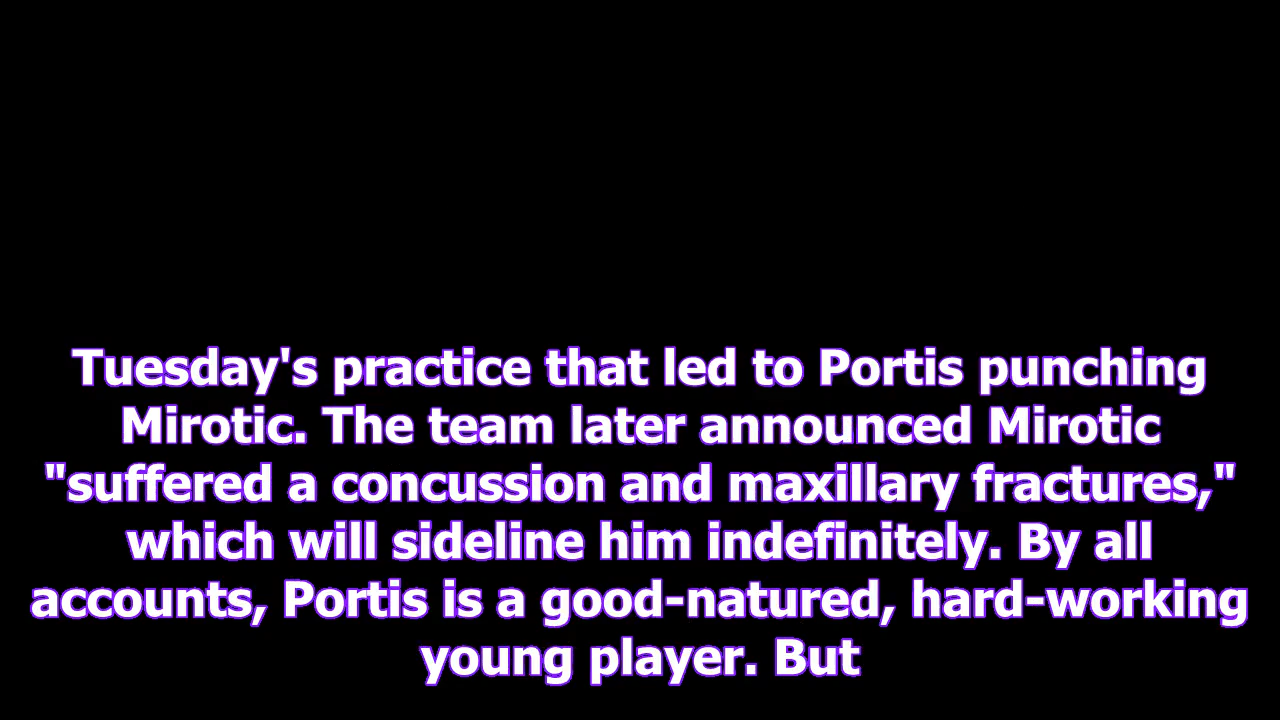 Tuesday's practice that led to Portis punching
Mirotic. The team later announced Mirotic
"suffered a concussion and maxillary fractures,"
which will sideline him indefinitely. By all
accounts, Portis is a good-natured, hard-working
young player. But